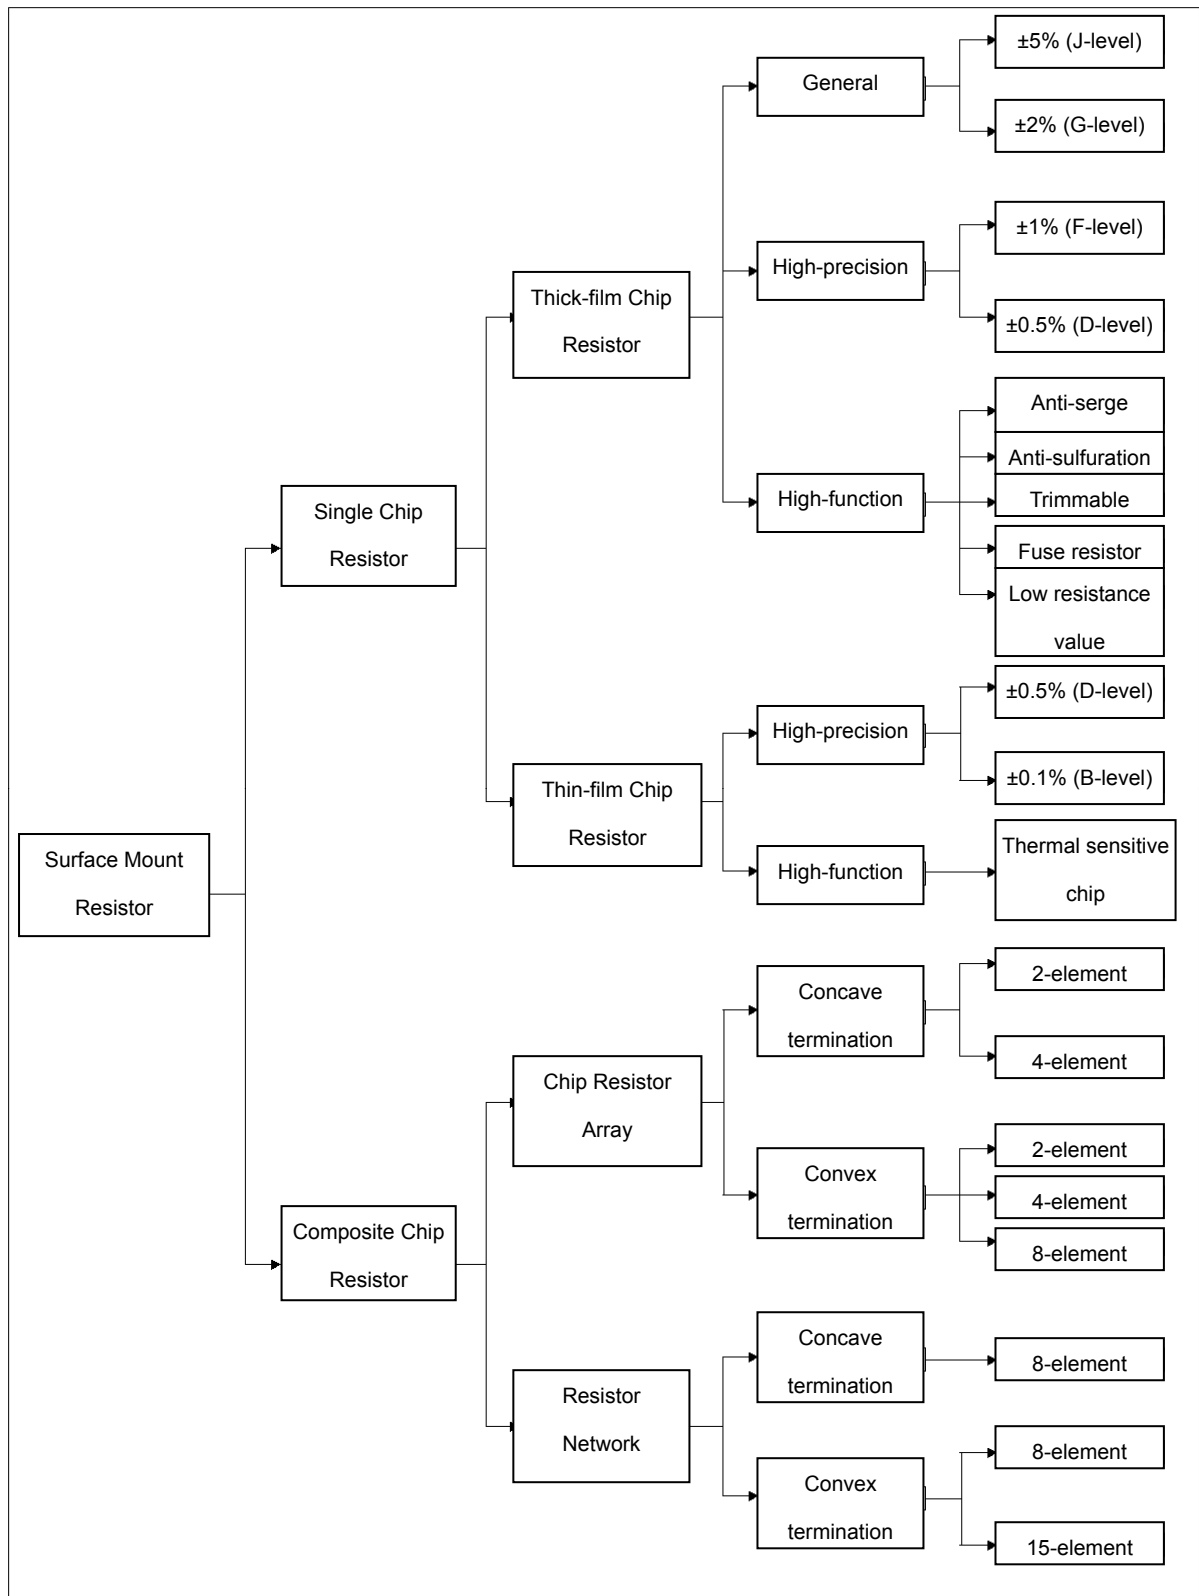 Surface Mount
Resistor
Single Chip
Resistor
Thick-film Chip
Resistor
General
±5% (J-level)
±2% (G-level)
High-precision
±1% (F-level)
±0.5% (D-level)
High-function
Anti-serge
Anti-sulfuration
Trimmable
Fuse resistor
Low resistance
value
Thin-film Chip
Resistor
High-precision
±0.5% (D-level)
±0.1% (B-level)
High-function
Thermal sensitive
chip
Composite Chip
Resistor
Chip Resistor
Array
Concave
termination
2-element
4-element
Convex
termination
2-element
4-element
8-element
Resistor
Network
Concave
termination
8-element
Convex
termination
8-element
15-element